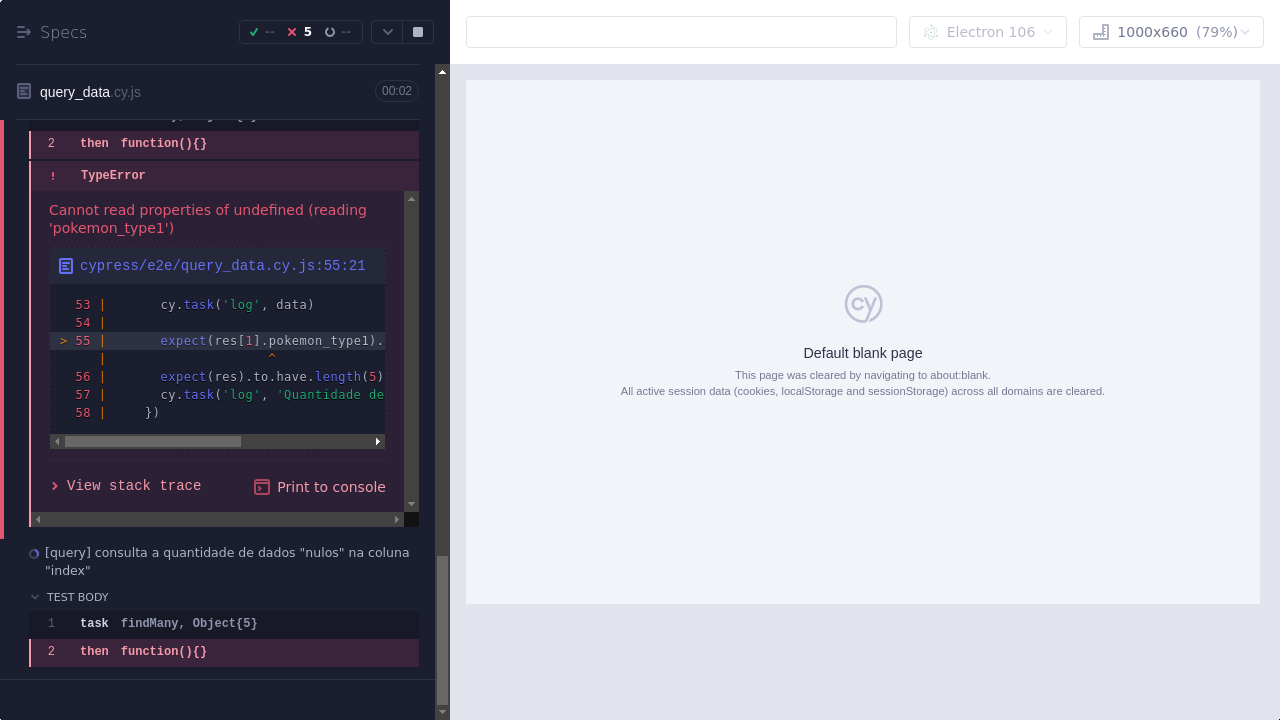 Specs
--
5
--
Electron 106
1000x660 (79%)
query_data.cy.js
00:02
2 then function(){}
! TypeError
Cannot read properties of undefined (reading
'pokemon_type1')
cypress/e2e/query_data.cy.js:55:21
53 | cy.task('log', data)
54 |
> 55 | expect(res[1].pokemon_type1).
| ^
56 | expect(res).to.have.length(5)
57 | cy.task('log', 'Quantidade de
58 | })
View stack trace
Print to console
[query] consulta a quantidade de dados "nulos" na coluna
"index"
TEST BODY
1 task findMany, Object{5}
2 then function(){}
cy
Default blank page
This page was cleared by navigating to about:blank.
All active session data (cookies, localStorage and sessionStorage) across all domains are cleared.